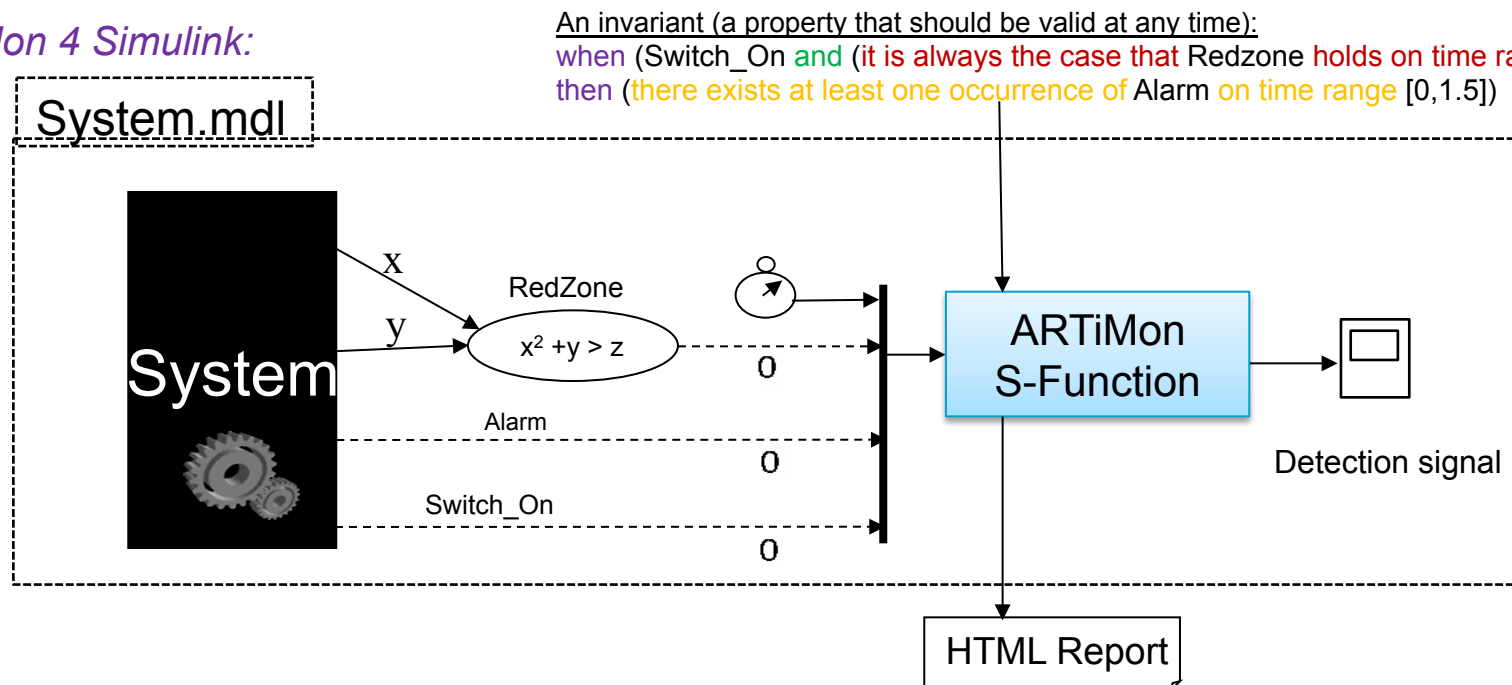 on 4 Simulink:
An invariant (a property that should be valid at any time):
when (Switch_On and (it is always the case that Redzone holds on time ra
then (there exists at least one occurrence of Alarm on time range [0,1.5])
System.mdl
x
RedZone
y
x² +y > z
ARTiMon
S-Function
System
0
Alarm
0
Detection signal
Switch_On
0
HTML Report